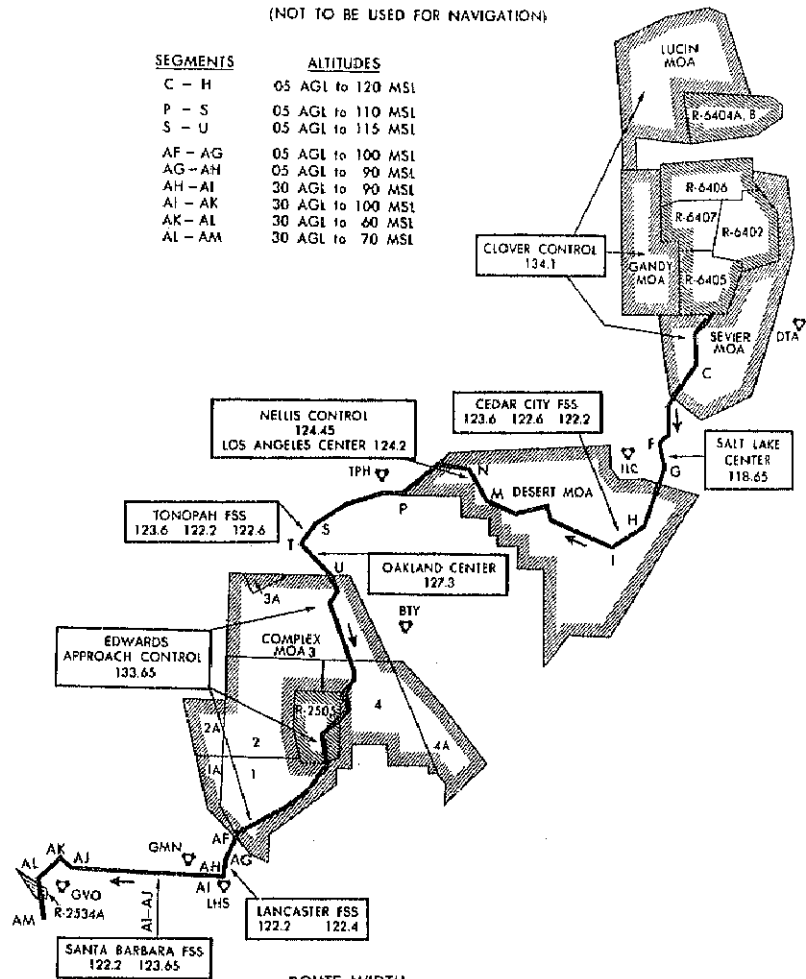 (NOT TO BE USED FOR NAVIGATION)
SEGMENTS ALTITUDES
C - H 05 AGL to 120 MSL
P - S 05 AGL to 110 MSL
S - U 05 AGL to 115 MSL
AF - AG 05 AGL to 100 MSL
AG - AH 05 AGL to 90 MSL
AH - AI 30 AGL to 90 MSL
AI - AK 30 AGL to 100 MSL
AK - AL 30 AGL to 60 MSL
AL - AM 30 AGL to 70 MSL
LUCIN
MOA
R-6404A, B
R-6406
R-6407
R-6402
CLOVER CONTROL
134.1
GANDY
MOA
R-6405
SEVIER
MOA
DTA
C
NELLIS CONTROL
124.45
LOS ANGELES CENTER 124.2
CEDAR CITY FSS
123.6 122.6 122.2
F
SALT LAKE
CENTER
118.65
ILC
G
TPH
N
M
DESERT MOA
P
H
I
TONOPAH FSS
123.6 122.2 122.6
S
T
OAKLAND CENTER
127.3
U
3A
BTY
EDWARDS
APPROACH CONTROL
133.65
COMPLEX
MOA 3
R-2505
4
2A
2
4A
1A
1
AF
GMN
AG
AH
AK
AJ
AL
AI
LHS
GVO
R-2534A
AM
AI-AJ
LANCASTER FSS
122.2 122.4
SANTA BARBARA FSS
122.2 123.65
ROUTE WIDTH